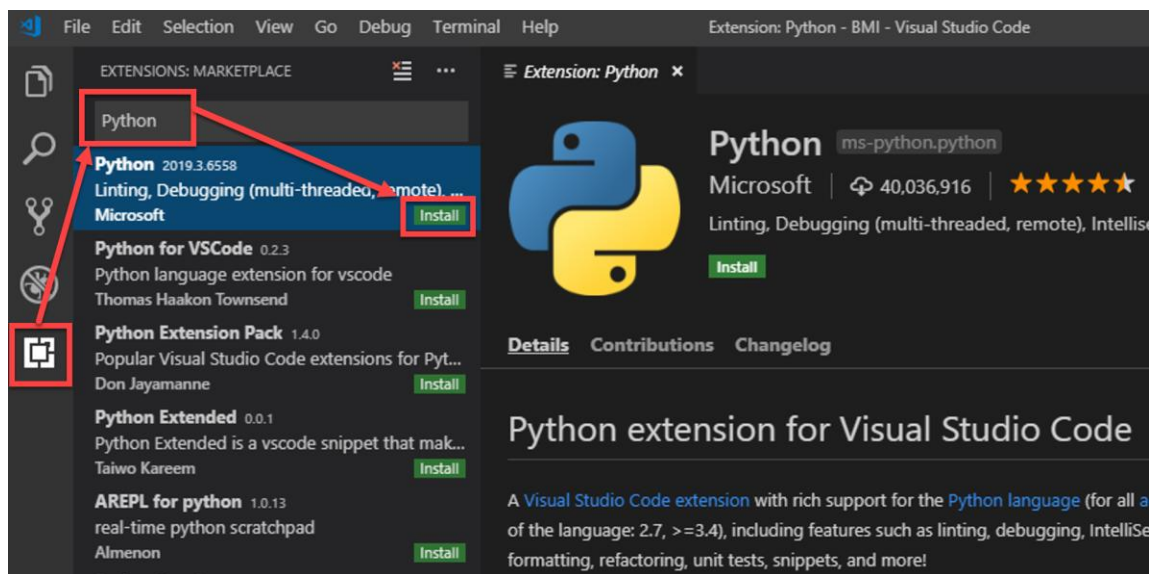 File Edit Selection View Go Debug Terminal Help
Extension: Python - BMI - Visual Studio Code
EXTENSIONS: MARKETPLACE
Python
Python 2019.3.6558
Linting, Debugging (multi-threaded, remote), ...
Microsoft Install
Python for VSCode 0.2.3
Python language extension for vscode
Thomas Haakon Townsend Install
Python Extension Pack 1.4.0
Popular Visual Studio Code extensions for Pyt...
Don Jayamanne Install
Python Extended 0.0.1
Python Extended is a vscode snippet that mak...
Taiwo Kareem Install
AREPL for python 1.0.13
real-time python scratchpad
Almenon Install
Extension: Python
Python ms-python.python
Microsoft 40,036,916
Linting, Debugging (multi-threaded, remote), Intellise
Install
Details Contributions Changelog
Python extension for Visual Studio Code
A Visual Studio Code extension with rich support for the Python language (for all a
of the language: 2.7, >=3.4), including features such as linting, debugging, IntelliSe
formatting, refactoring, unit tests, snippets, and more!